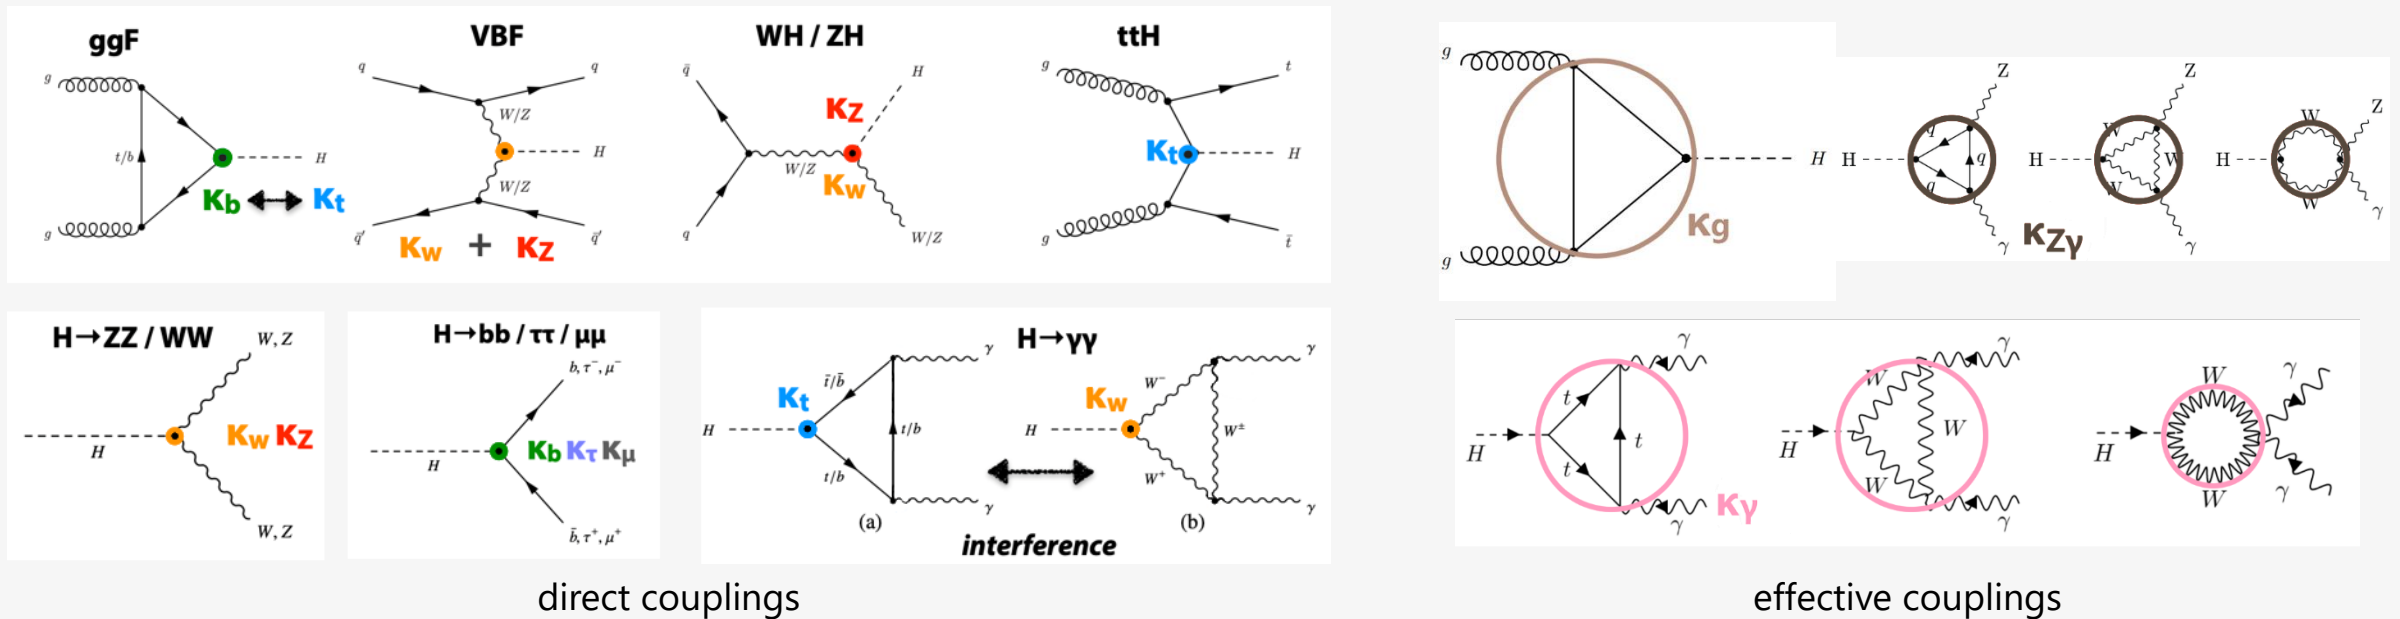 ggF
g
t/b
H
g
Kb Kt
VBF
q
q
W/Z
H
W/Z
q̄'
q̄'
Kw + KZ
WH / ZH
q̄
H
KZ
W/Z
Kw
q
W/Z
ttH
g
t
Kt
H
g
t̄
H→ZZ / WW
W, Z
H
Kw KZ
W, Z
H→bb / ττ / μμ
b, τ⁻, μ⁻
H
Kb Kτ Kμ
b̄, τ⁺, μ⁺
H→γγ
γ
t̄/b̄
Kt
H
t/b
t/b
γ
(a)
γ
W⁻
Kw
H
W±
W⁺
γ
(b)
interference
direct couplings
g
H
Kg
g
H
q
q
q
Z
γ
KZγ
H
W
W
W
Z
γ
H
W
W
Z
γ
H
t
t
t
γ
γ
Kγ
H
W
W
W
γ
γ
H
W
W
γ
γ
effective couplings